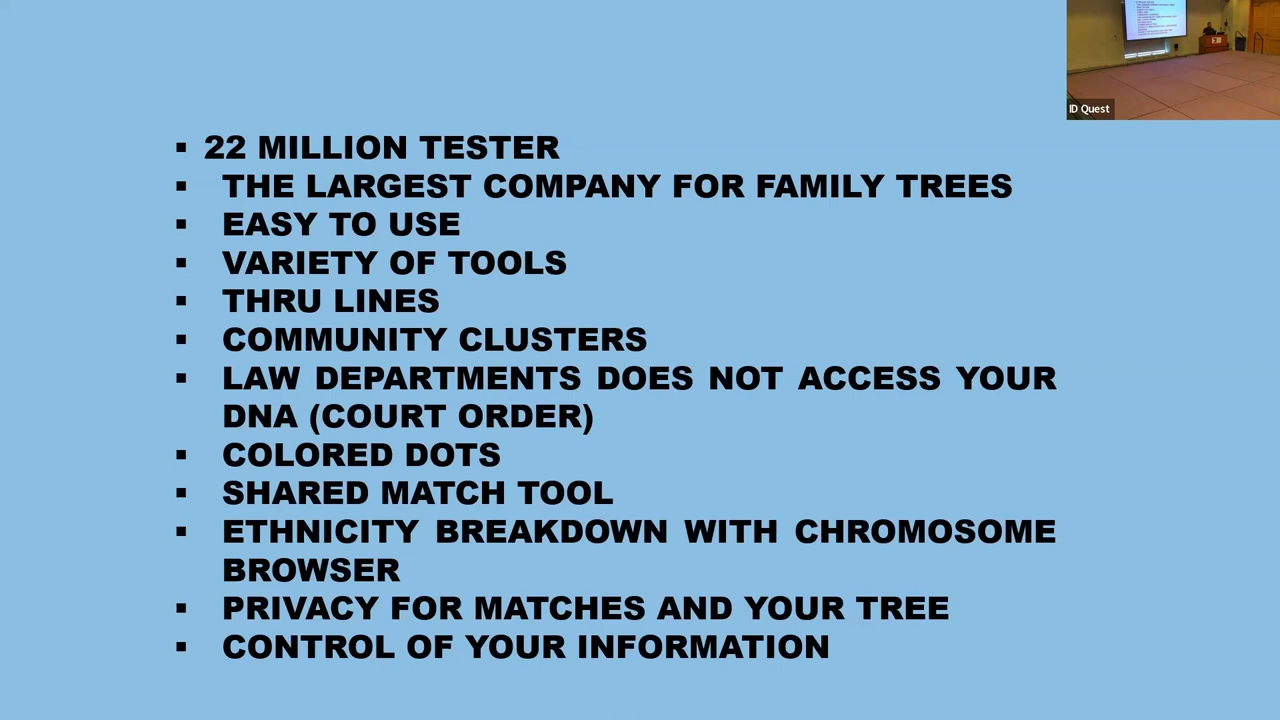 ID Quest
▪ 22 MILLION TESTER
▪ THE LARGEST COMPANY FOR FAMILY TREES
▪ EASY TO USE
▪ VARIETY OF TOOLS
▪ THRU LINES
▪ COMMUNITY CLUSTERS
▪ LAW DEPARTMENTS DOES NOT ACCESS YOUR
DNA (COURT ORDER)
▪ COLORED DOTS
▪ SHARED MATCH TOOL
▪ ETHNICITY BREAKDOWN WITH CHROMOSOME
BROWSER
▪ PRIVACY FOR MATCHES AND YOUR TREE
▪ CONTROL OF YOUR INFORMATION